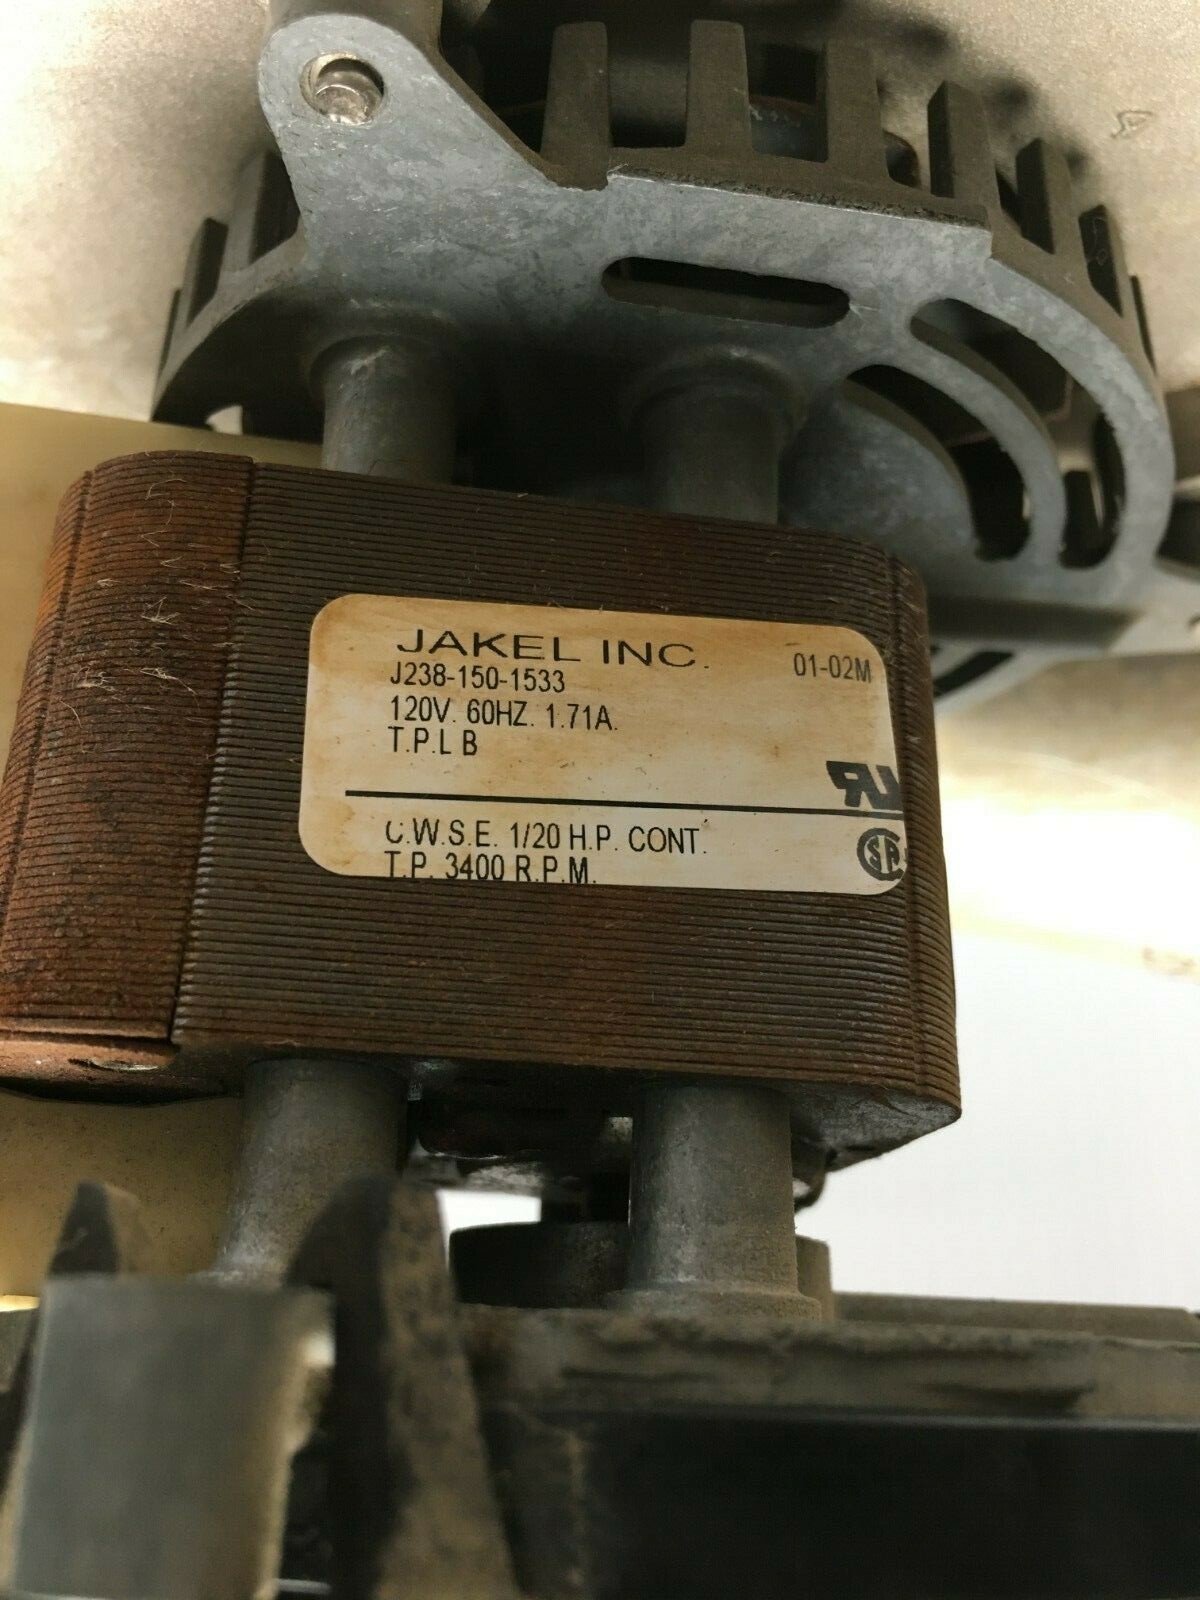 JAKEL INC.
01-02M
J238-150-1533
120V. 60HZ. 1.71A.
T.P.L B
C.W.S.E. 1/20 H.P. CONT.
T.P. 3400 R.P.M.